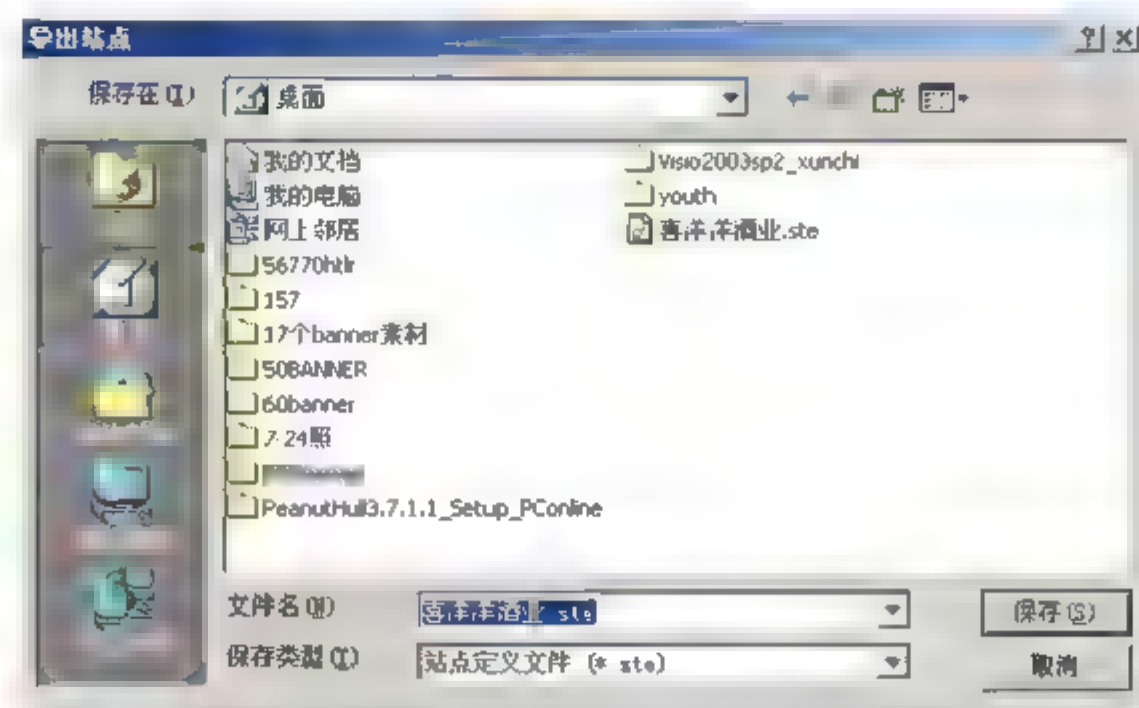 导出站点
保存在(I)
桌面
我的文档
我的电脑
网上邻居
157
17个banner素材
50BANNER
60banner
7-24照
PeanutHull3.7.1.1_Setup_PConline
Visio2003sp2_xunchi
youth
喜洋洋酒业.ste
文件名(N)
喜洋洋酒业.ste
保存(S)
保存类型(T)
站点定义文件 (*.ste)
取消